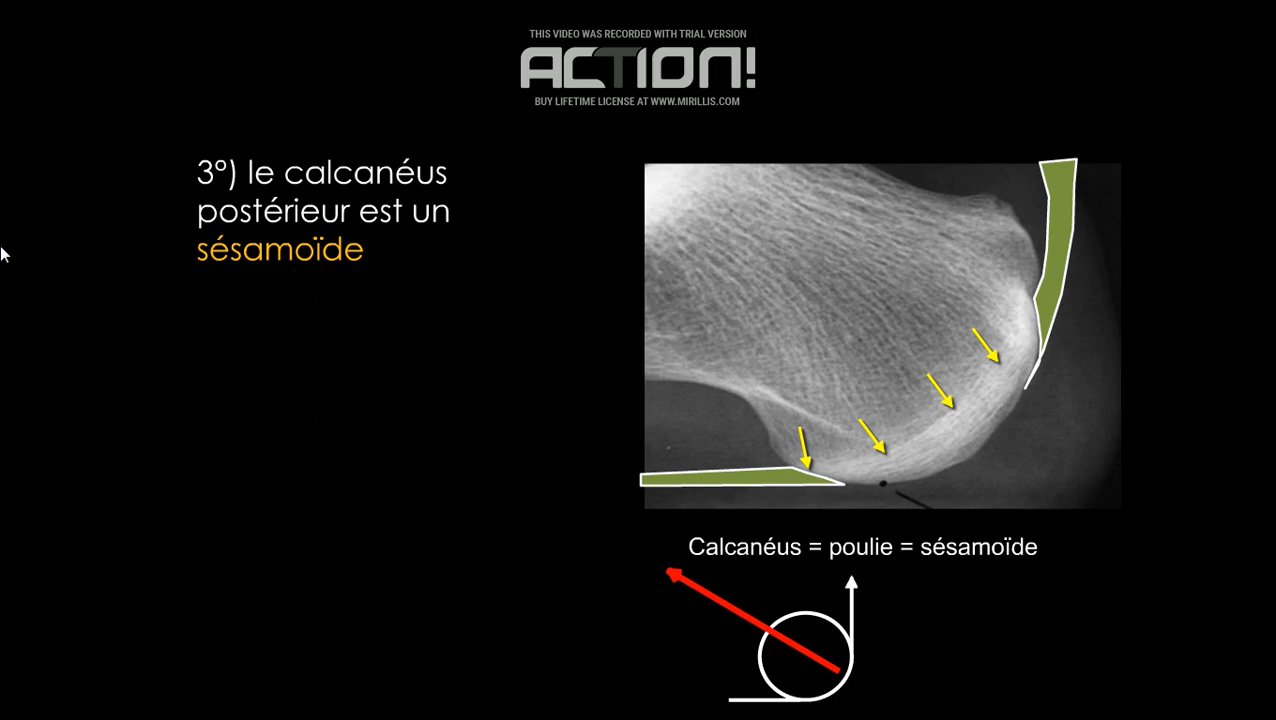 THIS VIDEO WAS RECORDED WITH TRIAL VERSION
ACTION!
BUY LIFETIME LICENSE AT WWW.MIRILLIS.COM
3°) le calcanéus
postérieur est un
sésamoïde
Calcanéus = poulie = sésamoïde